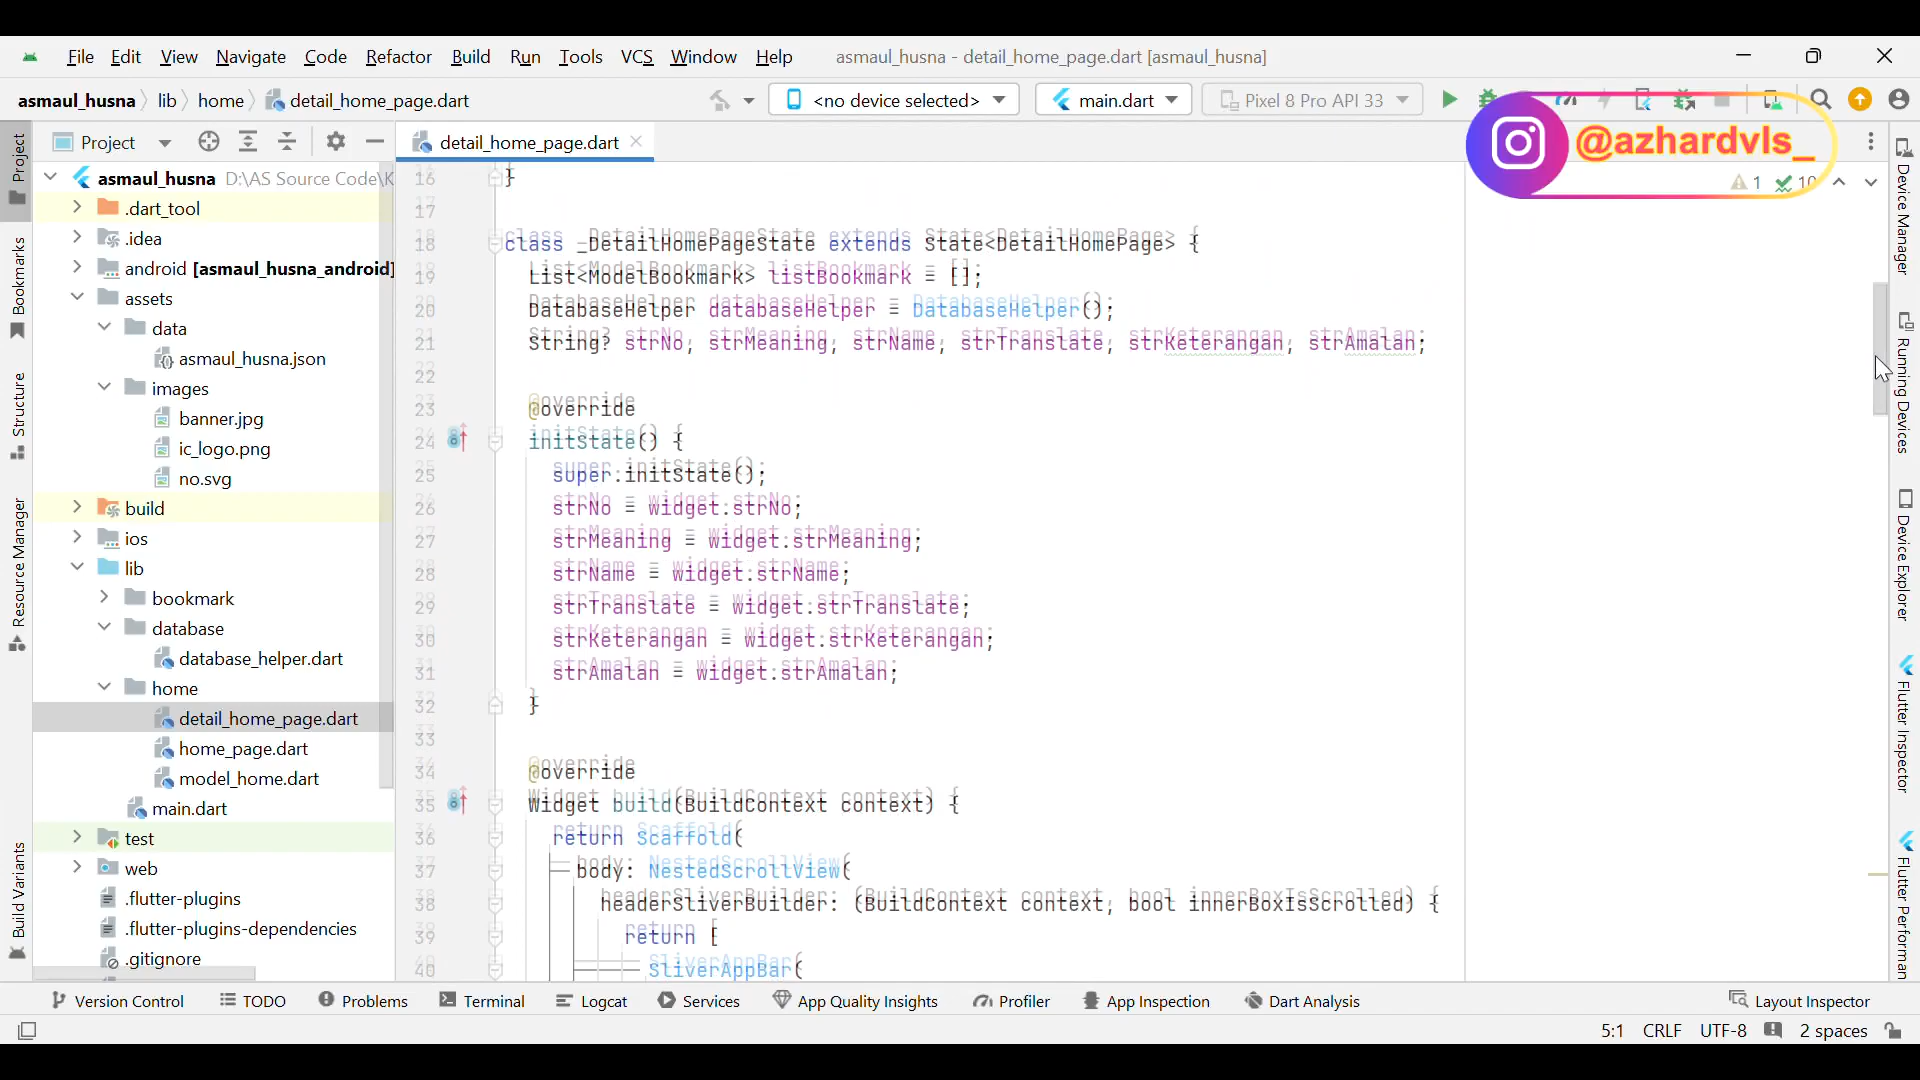 File Edit View Navigate Code Refactor Build Run Tools VCS Window Help asmaul_husna - detail_home_page.dart [asmaul_husna]
asmaul_husna lib home detail_home_page.dart <no device selected> main.dart Pixel 8 Pro API 33
@azhardvls_
Project
detail_home_page.dart
1 10
asmaul_husna D:\AS Source Code\K
.dart_tool
.idea
android [asmaul_husna_android]
assets
data
asmaul_husna.json
images
banner.jpg
ic_logo.png
no.svg
build
ios
lib
bookmark
database
database_helper.dart
home
detail_home_page.dart
home_page.dart
model_home.dart
main.dart
test
web
.flutter-plugins
.flutter-plugins-dependencies
.gitignore
16 }
17
18 class _DetailHomePageState extends State<DetailHomePage> {
19 List<ModelBookmark> listBookmark = [];
20 DatabaseHelper databaseHelper = DatabaseHelper();
21 String? strNo, strMeaning, strName, strTranslate, strKeterangan, strAmalan;
22
23 @override
24 initState() {
25 super.initState();
26 strNo = widget.strNo;
27 strMeaning = widget.strMeaning;
28 strName = widget.strName;
29 strTranslate = widget.strTranslate;
30 strKeterangan = widget.strKeterangan;
31 strAmalan = widget.strAmalan;
32 }
33
34 @override
35 Widget build(BuildContext context) {
36 return Scaffold(
37 body: NestedScrollView(
38 headerSliverBuilder: (BuildContext context, bool innerBoxIsScrolled) {
39 return [
40 SliverAppBar(
Project
Bookmarks
Structure
Resource Manager
Build Variants
Device Manager
Running Devices
Device Explorer
Flutter Inspector
Flutter Performan
Version Control TODO Problems Terminal Logcat Services App Quality Insights Profiler App Inspection Dart Analysis Layout Inspector
5:1 CRLF UTF-8 2 spaces